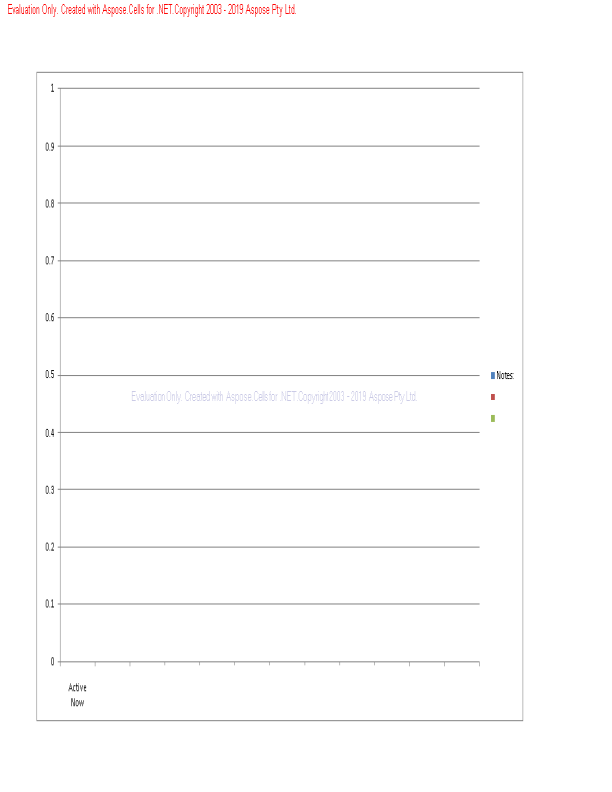 Evaluation Only. Created with Aspose.Cells for .NET.Copyright 2003 - 2019 Aspose Pty Ltd.
1
0.9
0.8
0.7
0.6
0.5
Notes:
Evaluation Only. Created with Aspose.Cells for .NET.Copyright 2003 - 2019 Aspose Pty Ltd.
0.4
0.3
0.2
0.1
0
Active
Now